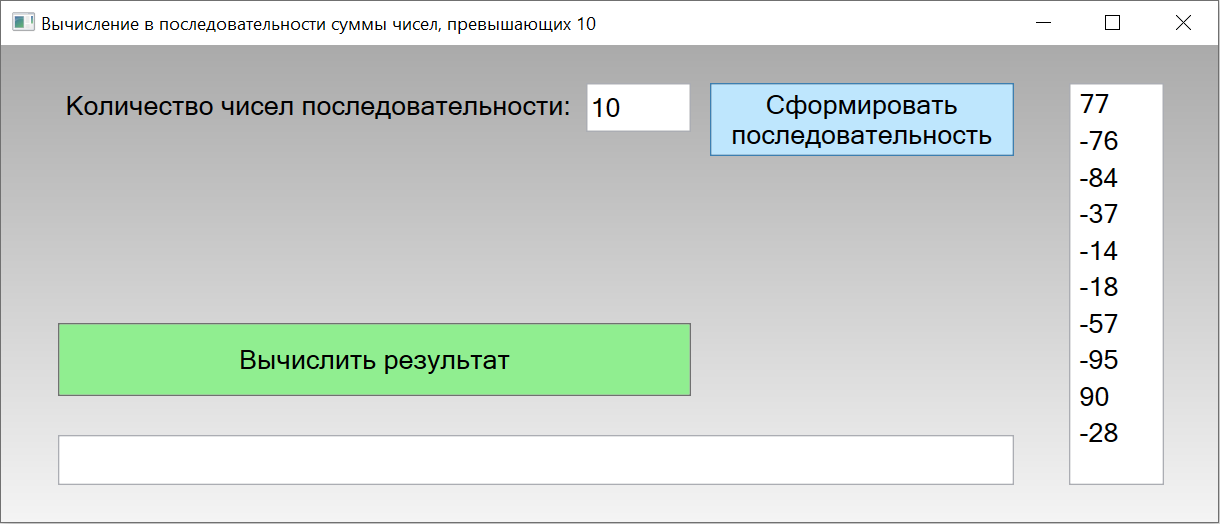 Вычисление в последовательности суммы чисел, превышающих 10
Количество чисел последовательности:
10
Сформировать
последовательность
77
-76
-84
-37
-14
-18
-57
-95
90
-28
Вычислить результат